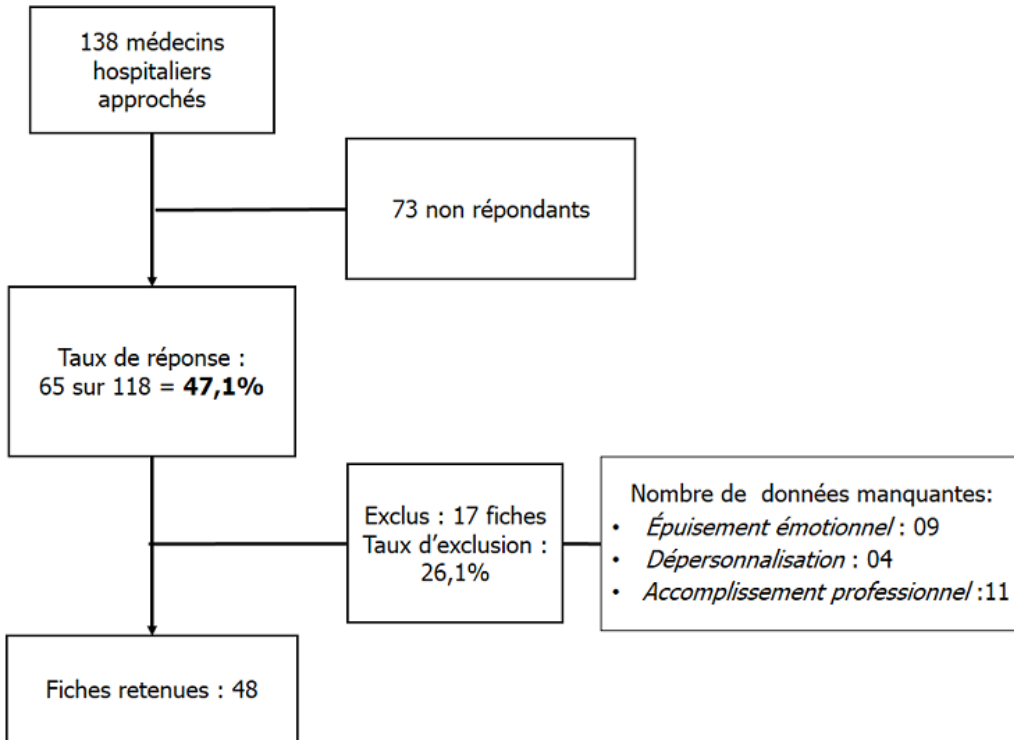 138 médecins
hospitaliers
approchés
73 non répondants
Taux de réponse :
65 sur 118 = 47,1%
Exclus : 17 fiches
Taux d’exclusion :
26,1%
Nombre de données manquantes:
• Épuisement émotionnel : 09
• Dépersonnalisation : 04
• Accomplissement professionnel :11
Fiches retenues : 48